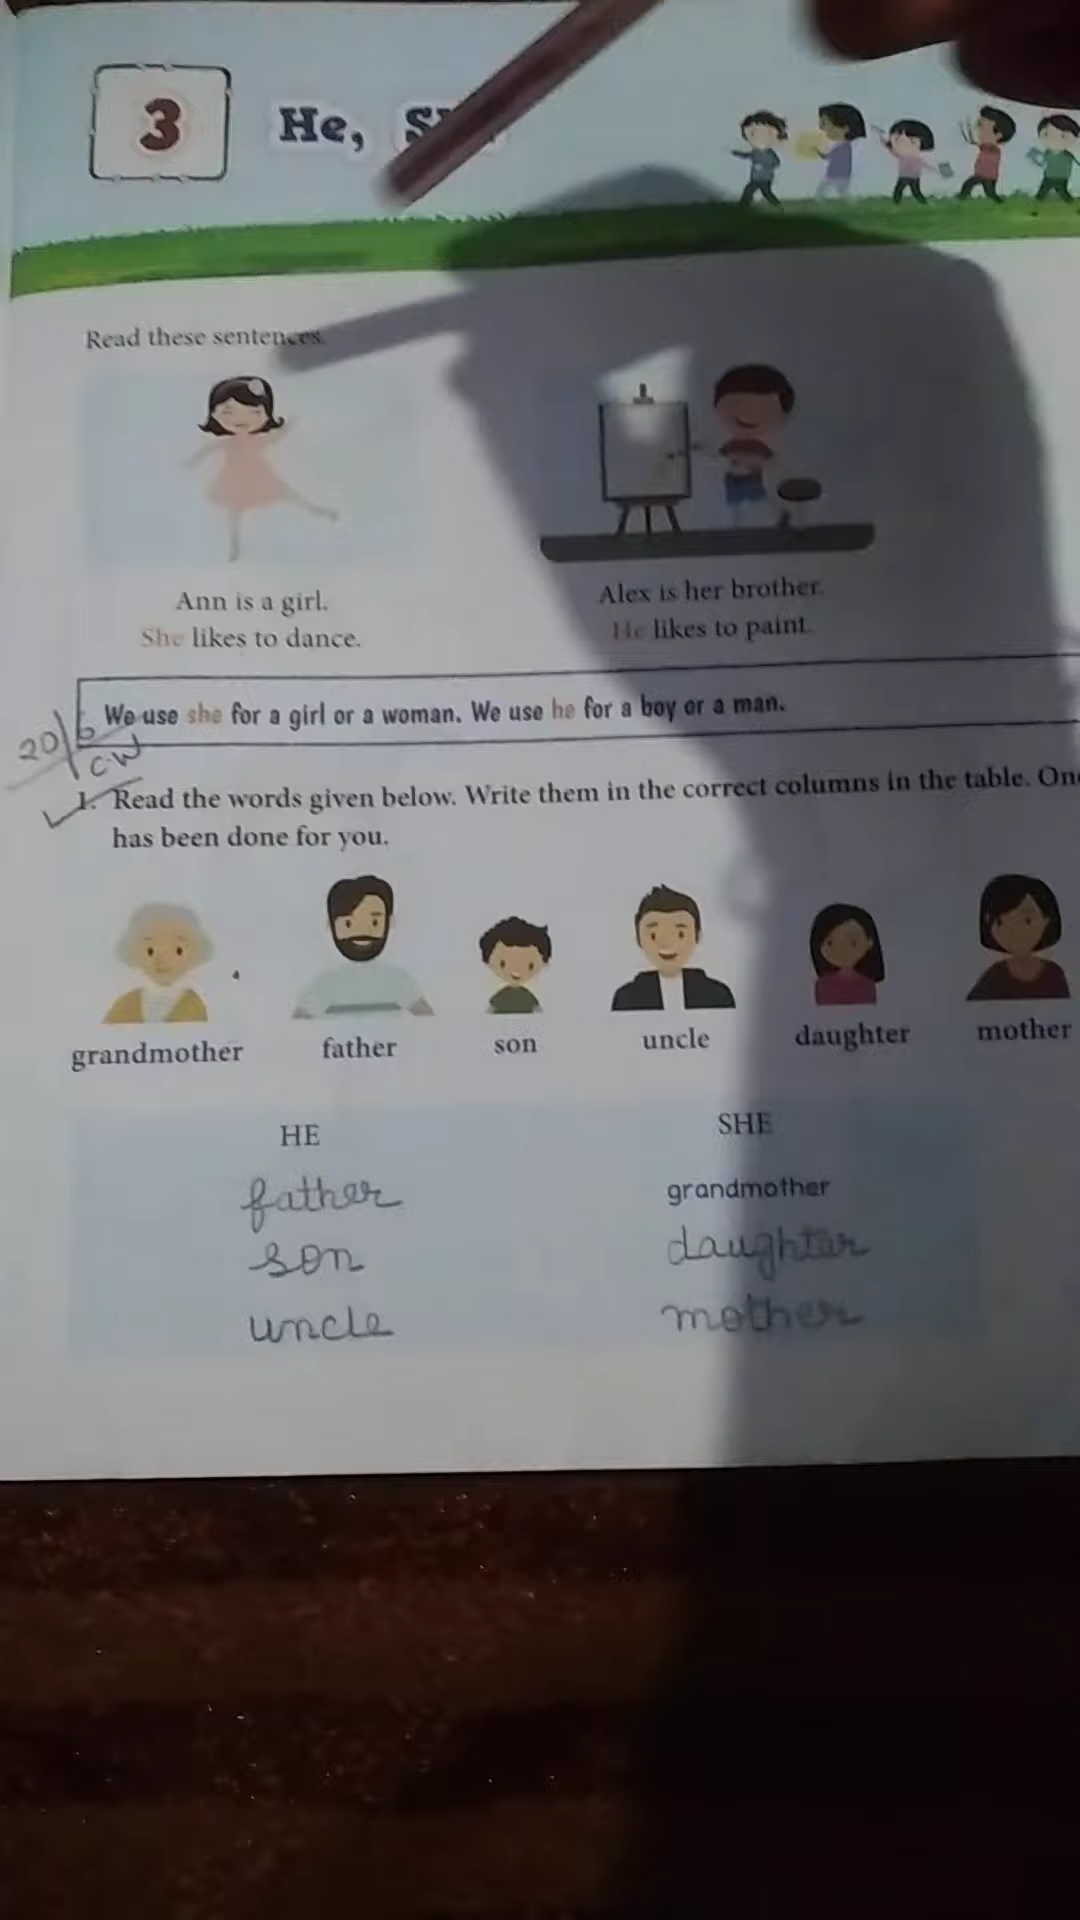 3
He,
Read these sentences.
Ann is a girl.
She likes to dance.
Alex is her brother.
He likes to paint.
We use she for a girl or a woman. We use he for a boy or a man.
20/6
CW
1. Read the words given below. Write them in the correct columns in the table. One
has been done for you.
grandmother father son uncle daughter mother
HE SHE
father grandmother
son daughter
uncle mother